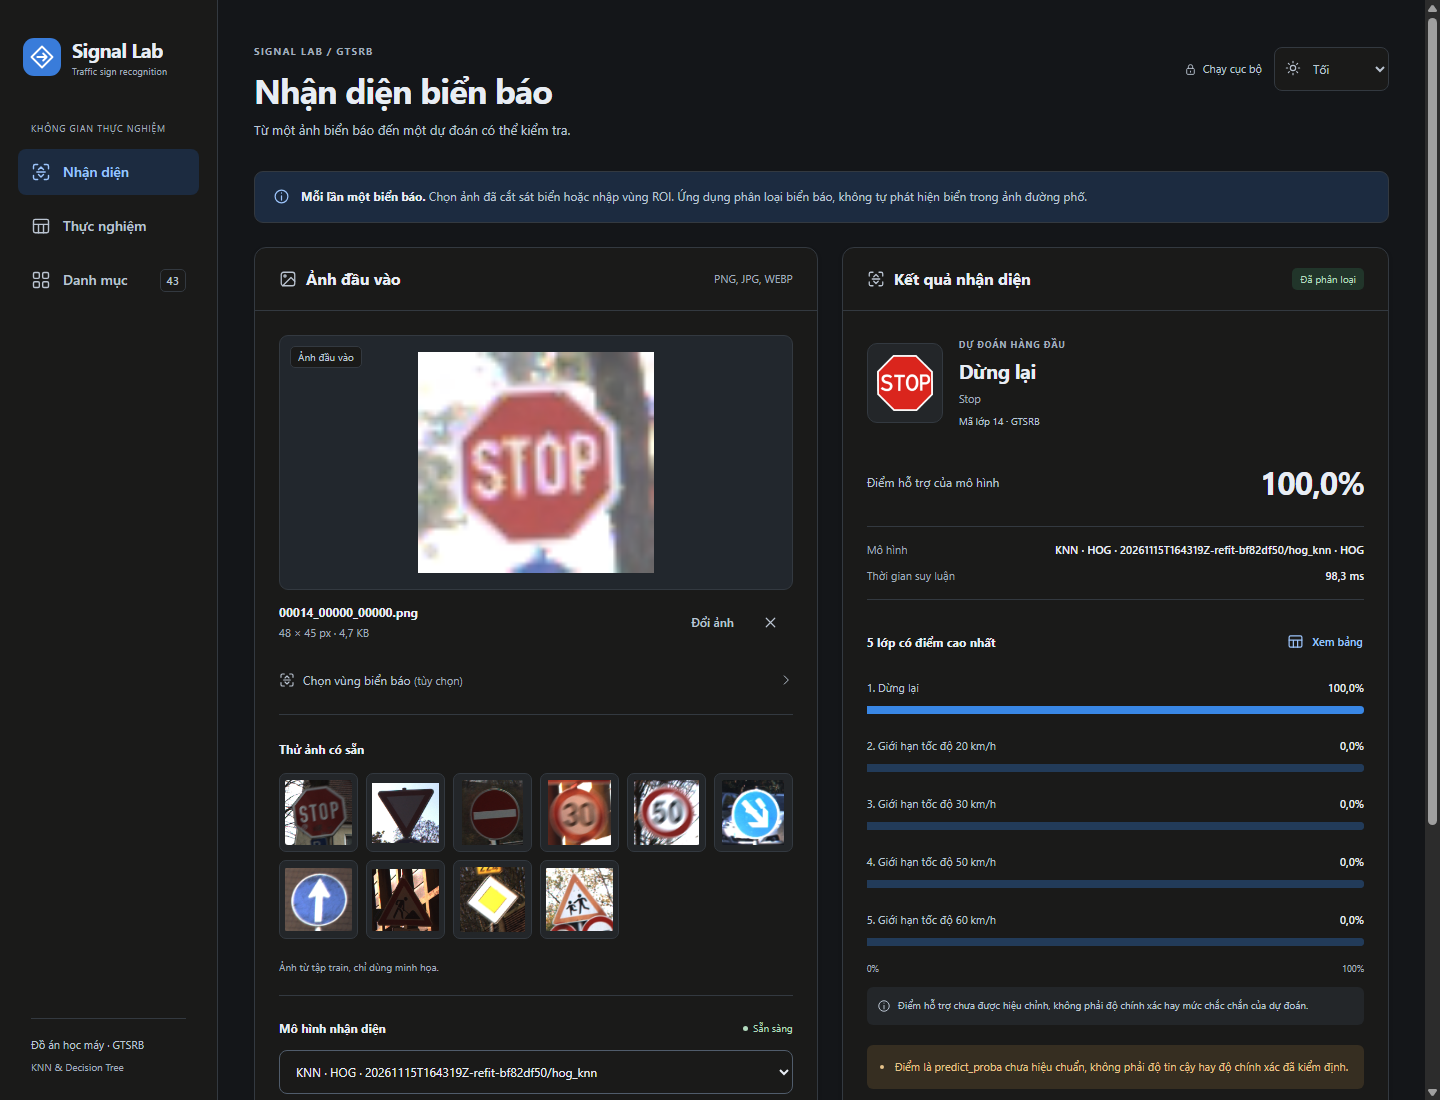 Signal Lab
Traffic sign recognition
KHÔNG GIAN THỰC NGHIỆM
Nhận diện
Thực nghiệm
Danh mục 43
Đồ án học máy · GTSRB
KNN & Decision Tree
SIGNAL LAB / GTSRB
Nhận diện biển báo
Từ một ảnh biển báo đến một dự đoán có thể kiểm tra.
Chạy cục bộ
Tối
Mỗi lần một biển báo. Chọn ảnh đã cắt sát biển hoặc nhập vùng ROI. Ứng dụng phân loại biển báo, không tự phát hiện biển trong ảnh đường phố.
Ảnh đầu vào
PNG, JPG, WEBP
Ảnh đầu vào
STOP
00014_00000_00000.png
48 × 45 px · 4,7 KB
Đổi ảnh
Chọn vùng biển báo (tùy chọn)
Thử ảnh có sẵn
STOP
30
50
Ảnh từ tập train, chỉ dùng minh họa.
Mô hình nhận diện
Sẵn sàng
KNN · HOG · 20261115T164319Z-refit-bf82df50/hog_knn
Kết quả nhận diện
Đã phân loại
STOP
DỰ ĐOÁN HÀNG ĐẦU
Dừng lại
Stop
Mã lớp 14 · GTSRB
Điểm hỗ trợ của mô hình
100,0%
Mô hình
KNN · HOG · 20261115T164319Z-refit-bf82df50/hog_knn · HOG
Thời gian suy luận
98,3 ms
5 lớp có điểm cao nhất
Xem bảng
1. Dừng lại 100,0%
2. Giới hạn tốc độ 20 km/h 0,0%
3. Giới hạn tốc độ 30 km/h 0,0%
4. Giới hạn tốc độ 50 km/h 0,0%
5. Giới hạn tốc độ 60 km/h 0,0%
0% 100%
Điểm hỗ trợ chưa được hiệu chỉnh, không phải độ chính xác hay mức chắc chắn của dự đoán.
Điểm là predict_proba chưa hiệu chuẩn, không phải độ tin cậy hay độ chính xác đã kiểm định.